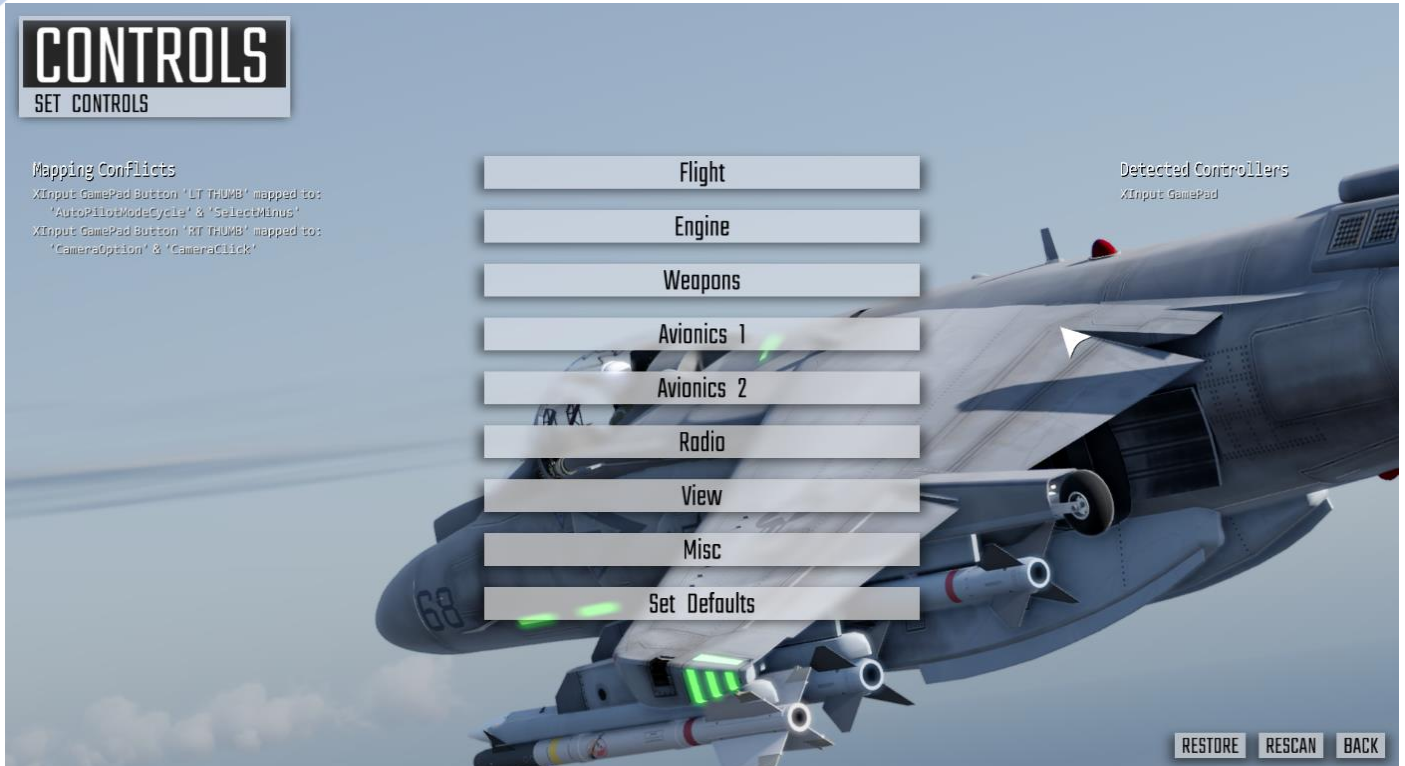 CONTROLS
SET CONTROLS
Mapping Conflicts
XInput GamePad Button 'LT THUMB' mapped to:
'AutoPilotModeCycle' & 'SelectMinus'
XInput GamePad Button 'RT THUMB' mapped to:
'CameraOption' & 'CameraClick'
Flight
Engine
Weapons
Avionics 1
Avionics 2
Radio
View
Misc
Set Defaults
Detected Controllers
XInput GamePad
68
RESTORE
RESCAN
BACK